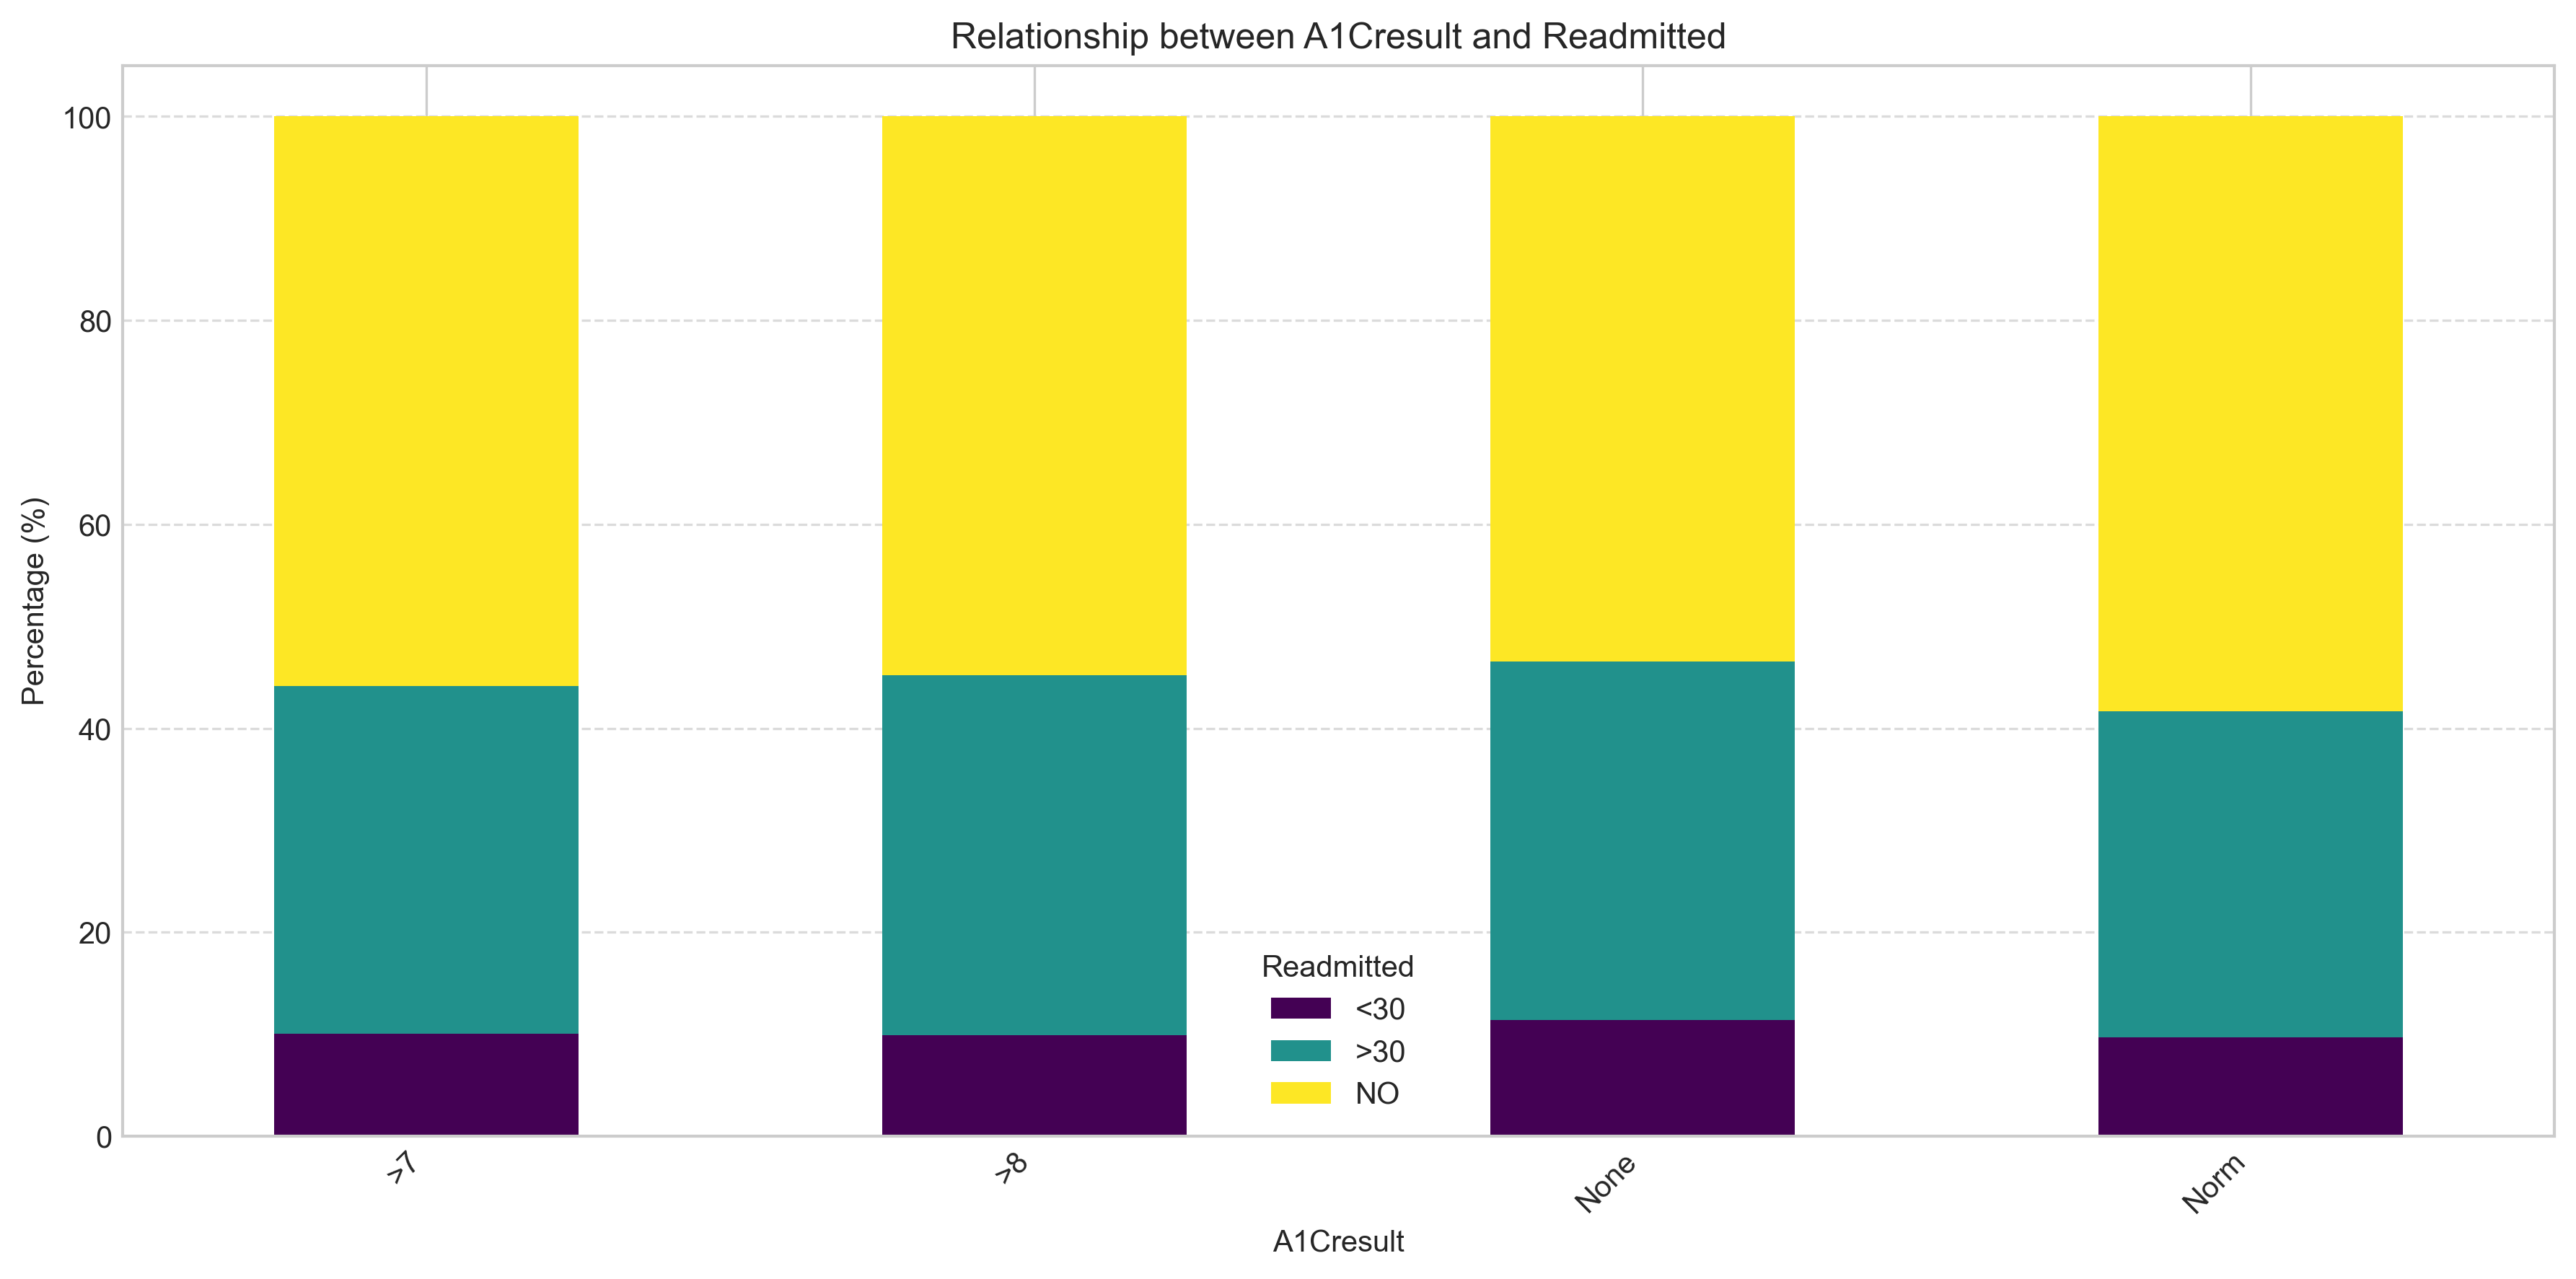 Relationship between A1Cresult and Readmitted
Percentage (%)
100
80
60
40
20
0
Readmitted
<30
>30
NO
>7
>8
None
Norm
A1Cresult